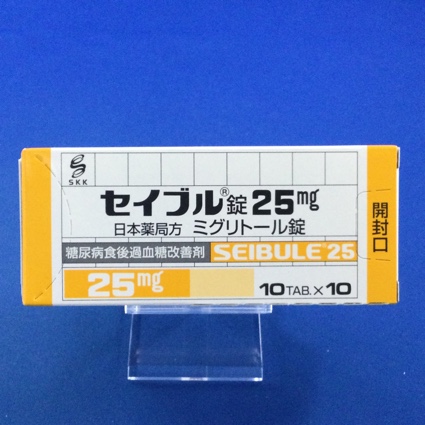 SKK
セイブル®錠25mg
日本薬局方 ミグリトール錠
糖尿病食後過血糖改善剤 SEIBULE 25
25mg
10TAB.×10
開封口